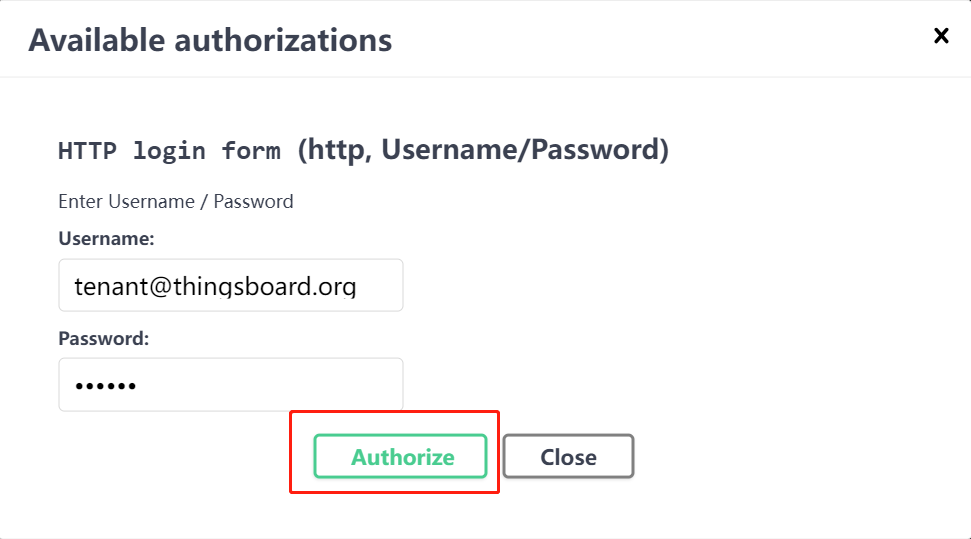 Available authorizations
HTTP login form (http, Username/Password)
Enter Username / Password
Username:
tenant@thingsboard.org
Password:
••••••
Authorize
Close